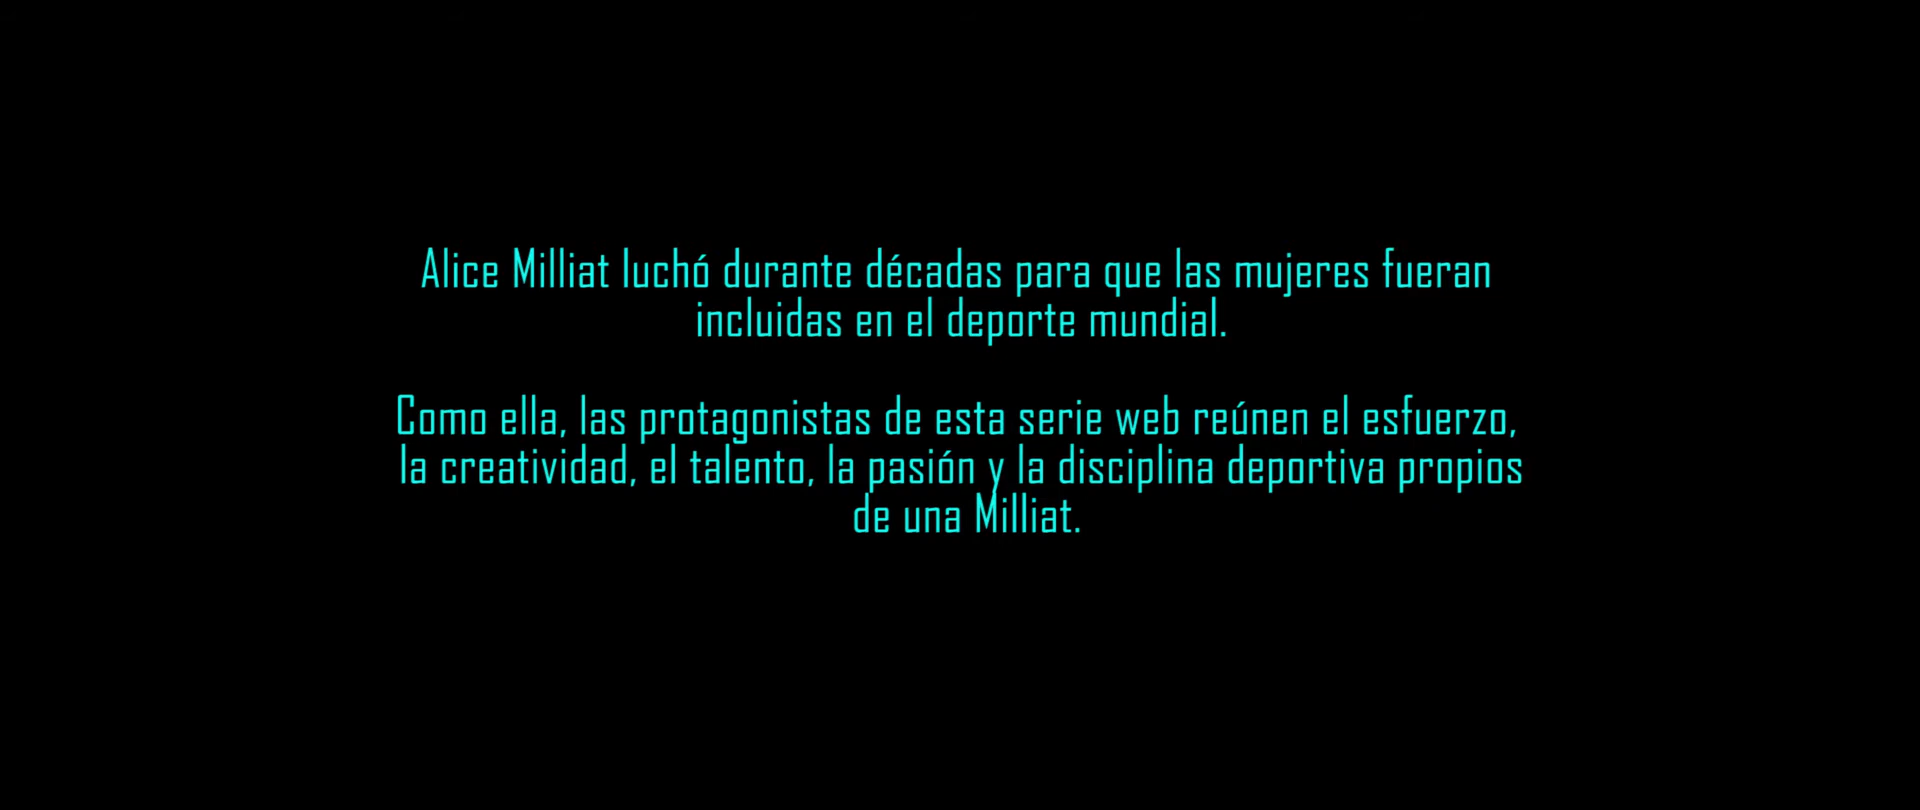 Alice Milliat luchó durante décadas para que las mujeres fueran
incluidas en el deporte mundial.
Como ella, las protagonistas de esta serie web reúnen el esfuerzo,
la creatividad, el talento, la pasión y la disciplina deportiva propios
de una Milliat.